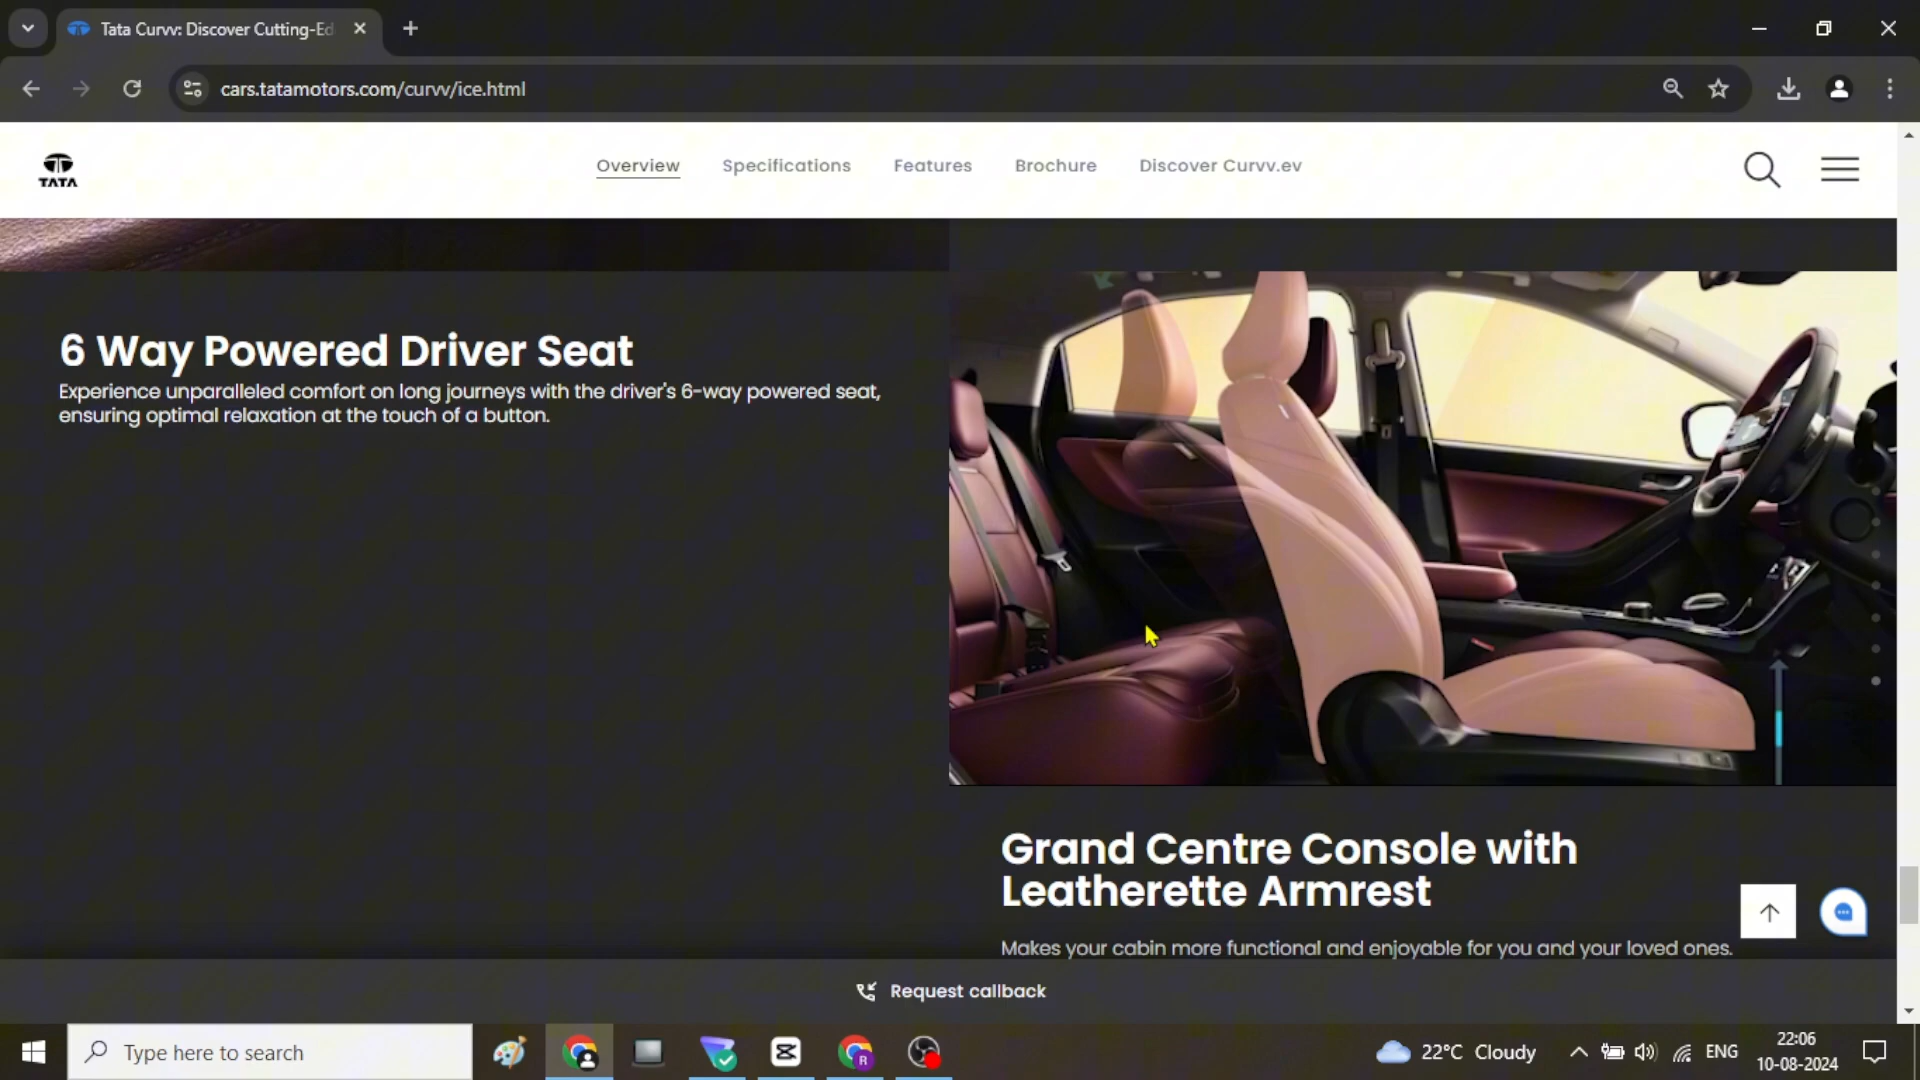 Tata Curvv: Discover Cutting-Ed
cars.tatamotors.com/curvv/ice.html
TATA
Overview
Specifications
Features
Brochure
Discover Curvv.ev
6 Way Powered Driver Seat
Experience unparalleled comfort on long journeys with the driver's 6-way powered seat,
ensuring optimal relaxation at the touch of a button.
Grand Centre Console with
Leatherette Armrest
Makes your cabin more functional and enjoyable for you and your loved ones.
Request callback
Type here to search
R
22°C Cloudy
ENG
22:06
10-08-2024